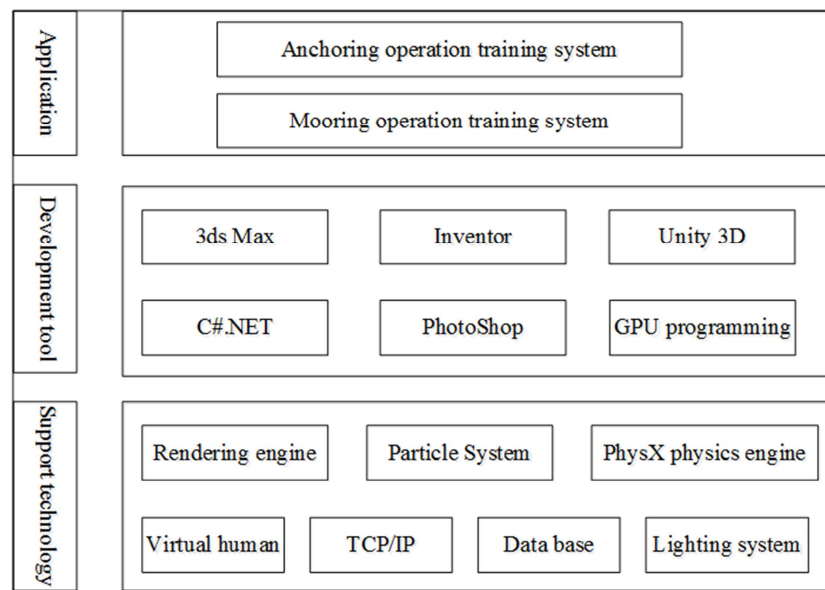 Application
Anchoring operation training system
Mooring operation training system
Development tool
3ds Max
Inventor
Unity 3D
C#.NET
PhotoShop
GPU programming
Support technology
Rendering engine
Particle System
PhysX physics engine
Virtual human
TCP/IP
Data base
Lighting system